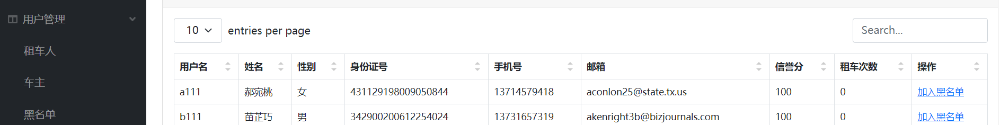 用户管理
租车人
车主
黑名单
10 entries per page
Search...
用户名 姓名 性别 身份证号 手机号 邮箱 信誉分 租车次数 操作
a111 郝宛桃 女 431129198009050844 13714579418 aconlon25@state.tx.us 100 0 加入黑名单
b111 苗芷巧 男 342900200612254024 13731657319 akenright3b@bizjournals.com 100 0 加入黑名单